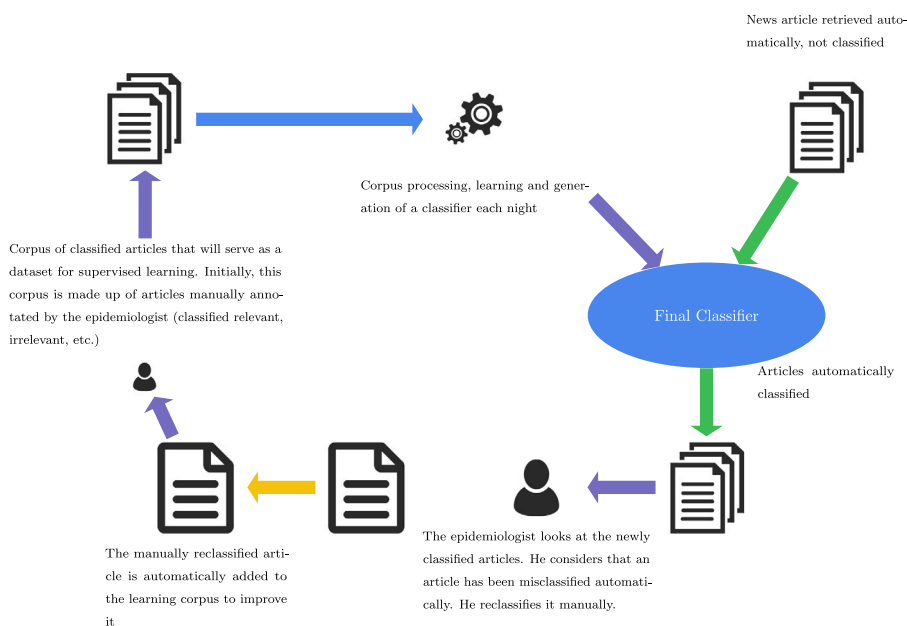 News article retrieved auto-
matically, not classified
Corpus processing, learning and gener-
ation of a classifier each night
Corpus of classified articles that will serve as a
dataset for supervised learning. Initially, this
corpus is made up of articles manually anno-
tated by the epidemiologist (classified relevant,
irrelevant, etc.)
Final Classifier
Articles automatically
classified
The epidemiologist looks at the newly
classified articles. He considers that an
article has been misclassified automati-
cally. He reclassifies it manually.
The manually reclassified arti-
cle is automatically added to
the learning corpus to improve
it